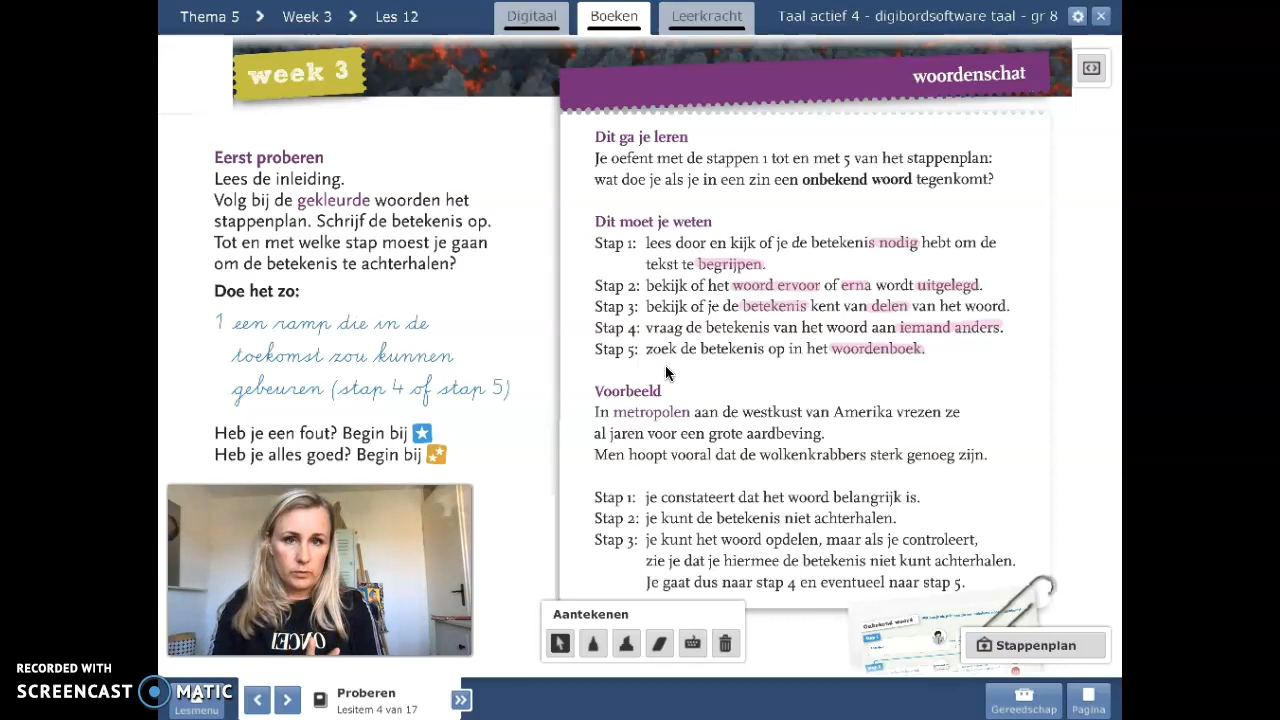 Thema 5 > Week 3 > Les 12
Digitaal
Boeken
Leerkracht
Taal actief 4 - digibordsoftware taal - gr 8
week 3
woordenschat
Eerst proberen
Lees de inleiding.
Volg bij de gekleurde woorden het
stappenplan. Schrijf de betekenis op.
Tot en met welke stap moest je gaan
om de betekenis te achterhalen?
Doe het zo:
1 een ramp die in de
toekomst zou kunnen
gebeuren (stap 4 of stap 5)
Heb je een fout? Begin bij
Heb je alles goed? Begin bij
Dit ga je leren
Je oefent met de stappen 1 tot en met 5 van het stappenplan:
wat doe je als je in een zin een onbekend woord tegenkomt?
Dit moet je weten
Stap 1: lees door en kijk of je de betekenis nodig hebt om de
tekst te begrijpen.
Stap 2: bekijk of het woord ervoor of erna wordt uitgelegd.
Stap 3: bekijk of je de betekenis kent van delen van het woord.
Stap 4: vraag de betekenis van het woord aan iemand anders.
Stap 5: zoek de betekenis op in het woordenboek.
Voorbeeld
In metropolen aan de westkust van Amerika vrezen ze
al jaren voor een grote aardbeving.
Men hoopt vooral dat de wolkenkrabbers sterk genoeg zijn.
Stap 1: je constateert dat het woord belangrijk is.
Stap 2: je kunt de betekenis niet achterhalen.
Stap 3: je kunt het woord opdelen, maar als je controleert,
zie je dat je hiermee de betekenis niet kunt achterhalen.
Je gaat dus naar stap 4 en eventueel naar stap 5.
Aantekenen
Onbekend woord
Stappenplan
RECORDED WITH
SCREENCAST MATIC
Lesmenu
Proberen
Lesitem 4 van 17
Gereedschap
Pagina